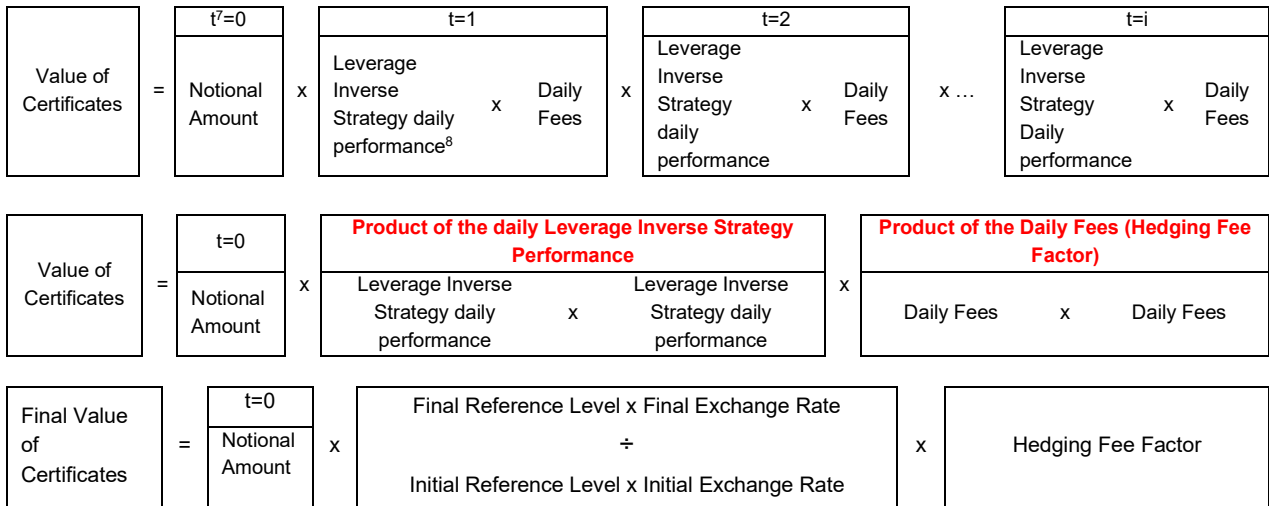 t⁷=0
t=1
t=2
t=i
Value of
Certificates
=
Notional
Amount
x
Leverage
Inverse
Strategy daily
performance⁸
x
Daily
Fees
x
Leverage
Inverse
Strategy
daily
performance
x
Daily
Fees
x …
Leverage
Inverse
Strategy
Daily
performance
x
Daily
Fees
Value of
Certificates
=
t=0
Notional
Amount
x
Product of the daily Leverage Inverse Strategy
Performance
Leverage Inverse
Strategy daily
performance
x
Leverage Inverse
Strategy daily
performance
x
Product of the Daily Fees (Hedging Fee
Factor)
Daily Fees
x
Daily Fees
Final Value
of
Certificates
=
t=0
Notional
Amount
x
Final Reference Level x Final Exchange Rate
÷
Initial Reference Level x Initial Exchange Rate
x
Hedging Fee Factor